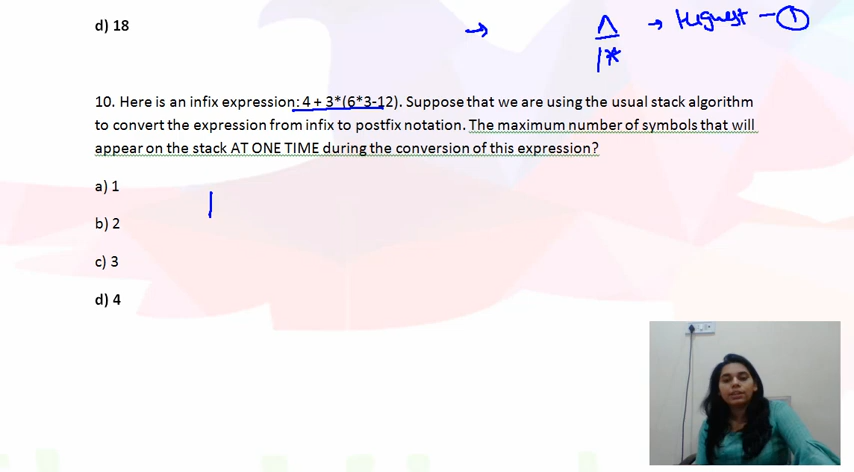 d) 18
→ ^ → Highest - 1
/ *
10. Here is an infix expression: 4 + 3*(6*3-12). Suppose that we are using the usual stack algorithm
to convert the expression from infix to postfix notation. The maximum number of symbols that will
appear on the stack AT ONE TIME during the conversion of this expression?
a) 1
b) 2
c) 3
d) 4